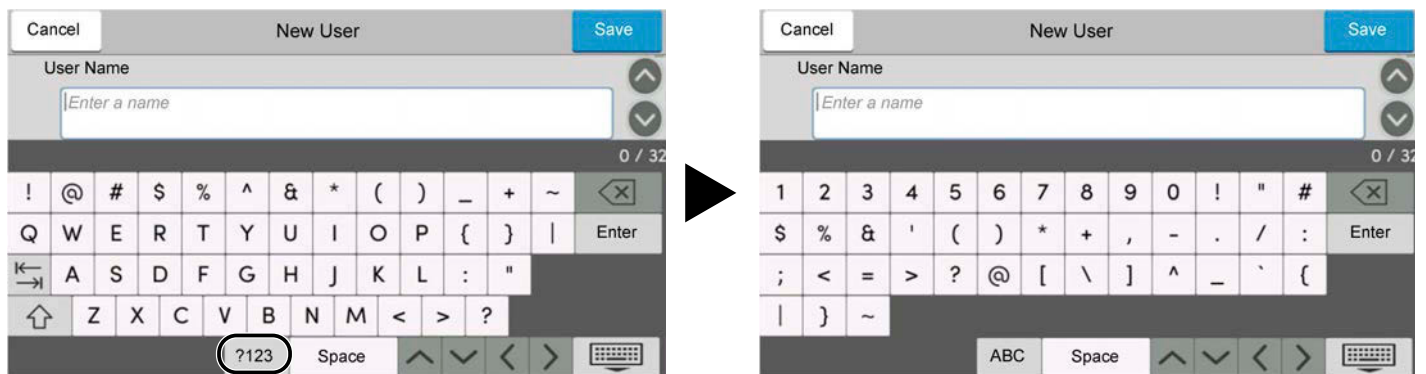 Cancel New User Save
User Name
Enter a name
0 / 32
! @ # $ % ^ & * ( ) _ + ~
Q W E R T Y U I O P { } | Enter
A S D F G H J K L : "
Z X C V B N M < > ?
?123 Space
Cancel New User Save
User Name
Enter a name
0 / 32
1 2 3 4 5 6 7 8 9 0 ! " #
$ % & ' ( ) * + , - . / : Enter
; < = > ? @ [ \ ] ^ _ ` {
| } ~
ABC Space